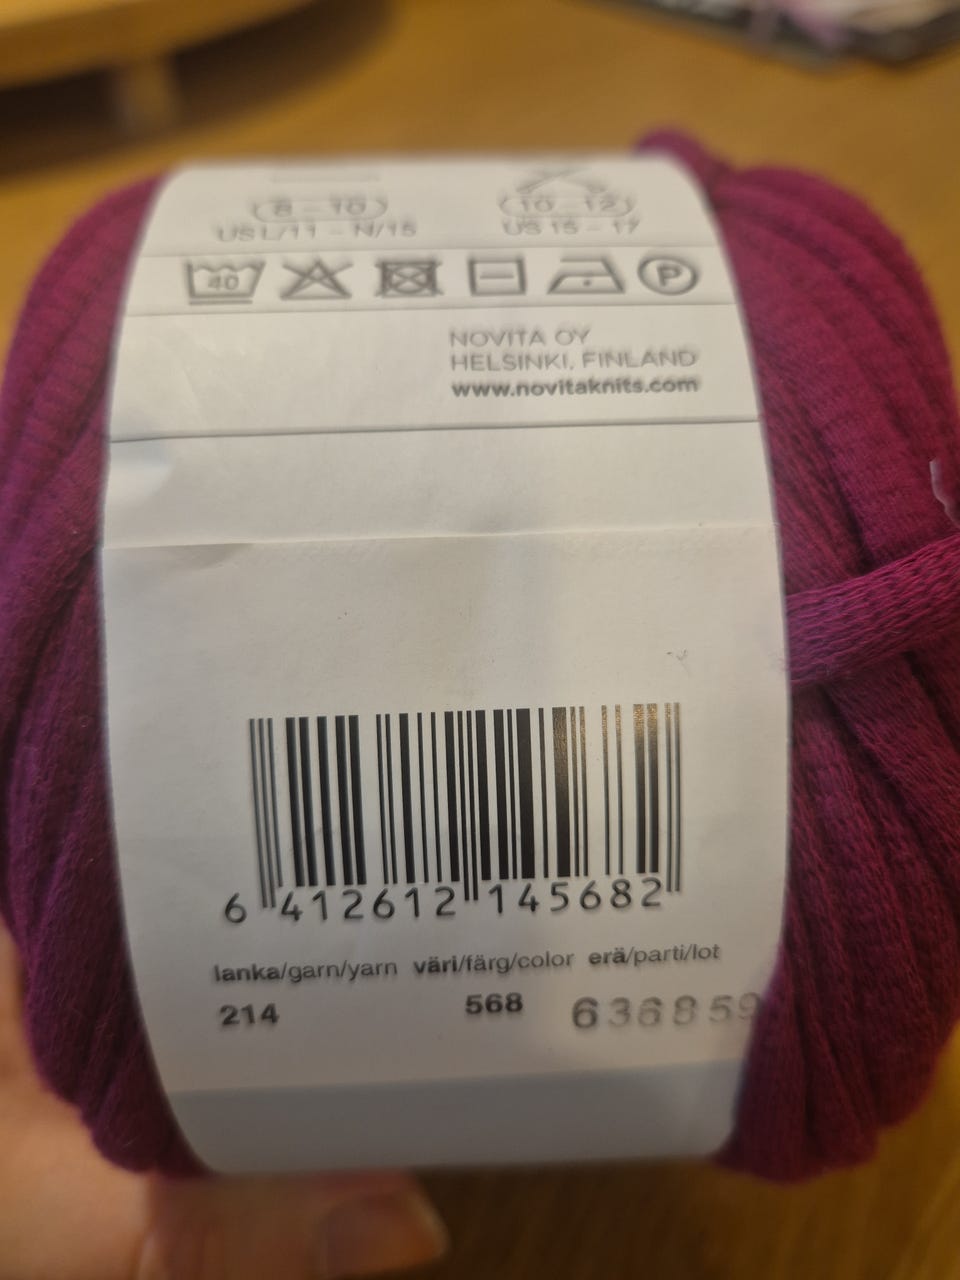 8 - 10
10 - 12
US L/11 - N/15
US 15 - 17
40
P
NOVITA OY
HELSINKI, FINLAND
www.novitaknits.com
6 412612 145682
lanka/garn/yarn väri/färg/color erä/parti/lot
214 568 636859